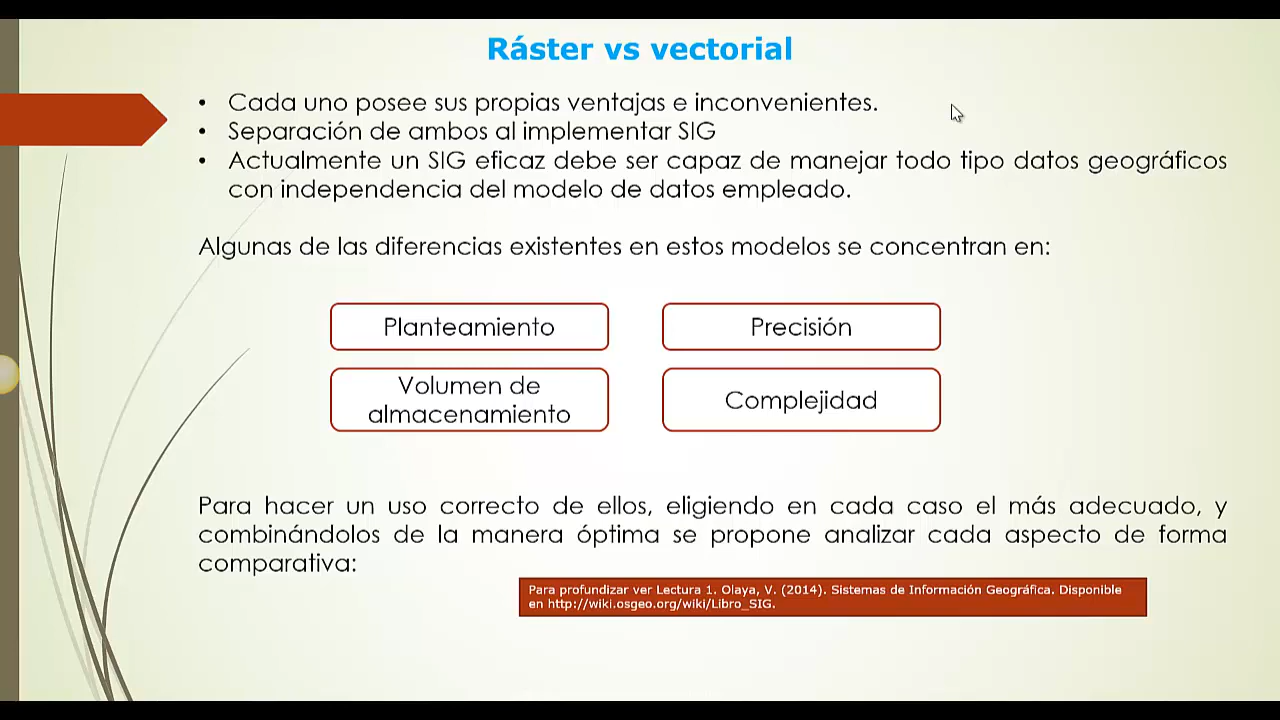 Ráster vs vectorial
• Cada uno posee sus propias ventajas e inconvenientes.
• Separación de ambos al implementar SIG
• Actualmente un SIG eficaz debe ser capaz de manejar todo tipo datos geográficos
con independencia del modelo de datos empleado.
Algunas de las diferencias existentes en estos modelos se concentran en:
Planteamiento
Precisión
Volumen de
almacenamiento
Complejidad
Para hacer un uso correcto de ellos, eligiendo en cada caso el más adecuado, y
combinándolos de la manera óptima se propone analizar cada aspecto de forma
comparativa:
Para profundizar ver Lectura 1. Olaya, V. (2014). Sistemas de Información Geográfica. Disponible
en http://wiki.osgeo.org/wiki/Libro_SIG.